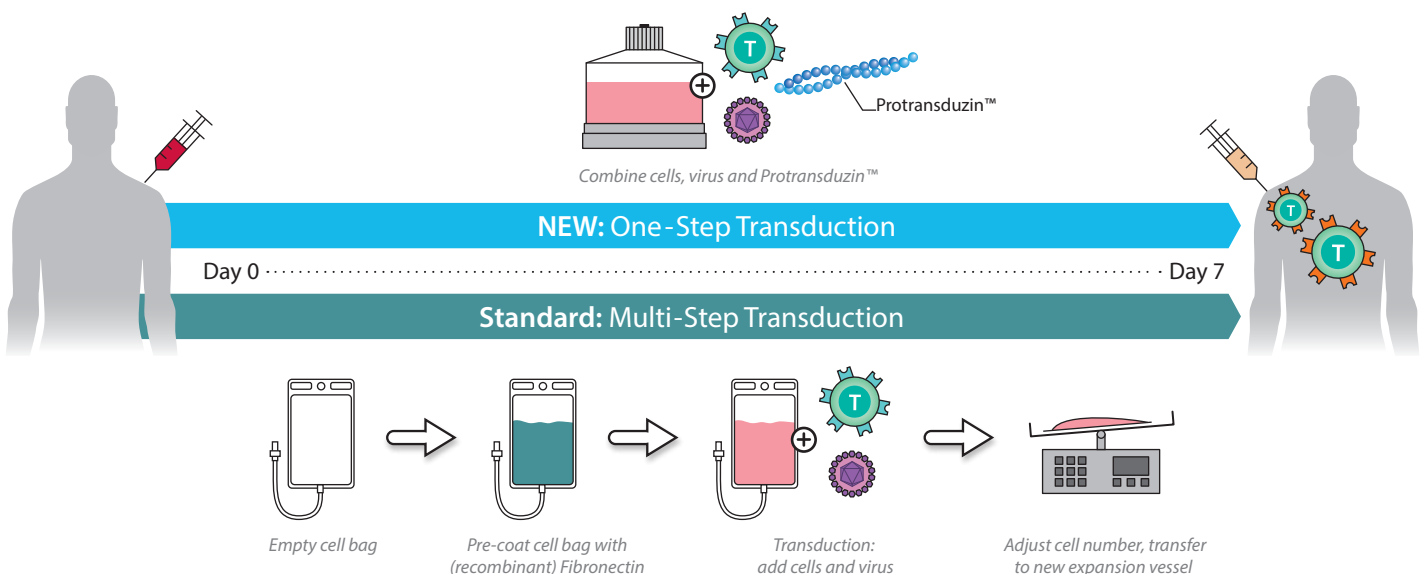 T
Protransduzin™
Combine cells, virus and Protransduzin™
NEW: One-Step Transduction
T
T
Day 0 Day 7
Standard: Multi-Step Transduction
T
Empty cell bag
Pre-coat cell bag with
(recombinant) Fibronectin
Transduction:
add cells and virus
Adjust cell number, transfer
to new expansion vessel